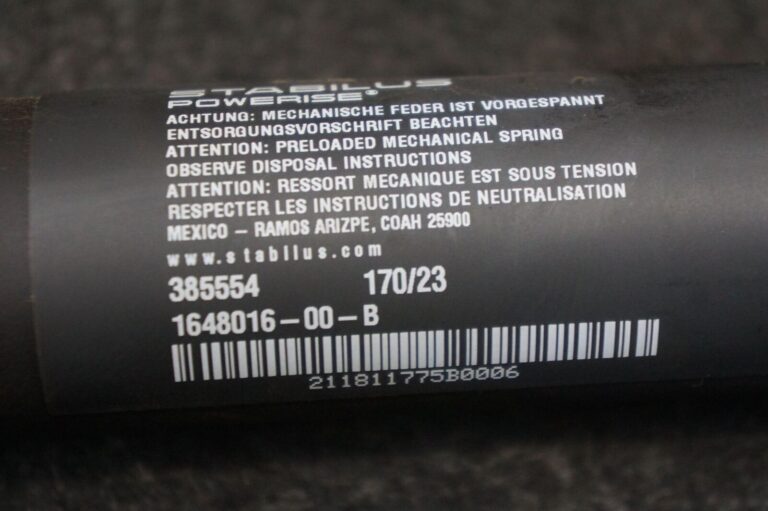 STABILUS
POWERISE®
ACHTUNG: MECHANISCHE FEDER IST VORGESPANNT
ENTSORGUNGSVORSCHRIFT BEACHTEN
ATTENTION: PRELOADED MECHANICAL SPRING
OBSERVE DISPOSAL INSTRUCTIONS
ATTENTION: RESSORT MECANIQUE EST SOUS TENSION
RESPECTER LES INSTRUCTIONS DE NEUTRALISATION
MEXICO – RAMOS ARIZPE, COAH 25900
www.stabilus.com
385554 170/23
1648016-00-B
211811775B0006